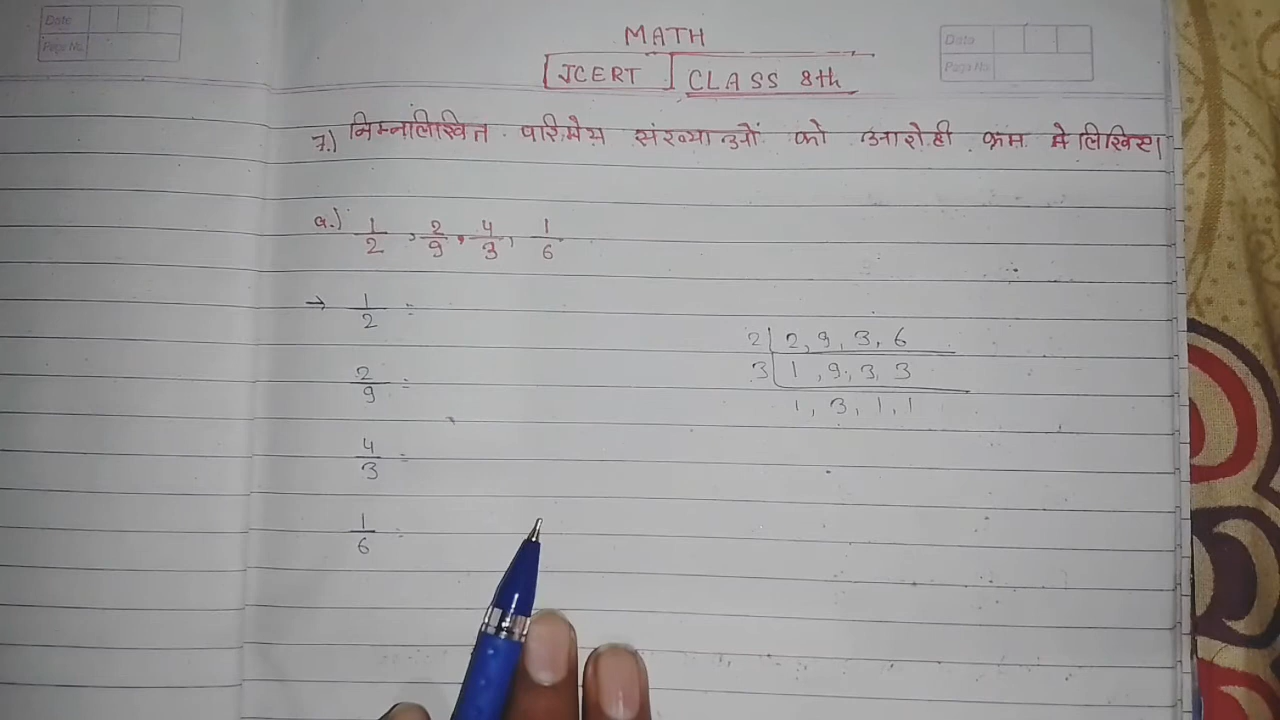 Date
Page No.
MATH
Date
Page No
JCERT CLASS 8th
7.) निम्नलिखित परिमेय संख्याओं को आरोही क्रम मे लिखिए।
a.) 1/2, 2/9, 4/3, 1/6
→ 1/2 =
2/9 =
4/3 =
1/6 =
2 | 2, 9, 3, 6
3 | 1, 9, 3, 3
1, 3, 1, 1